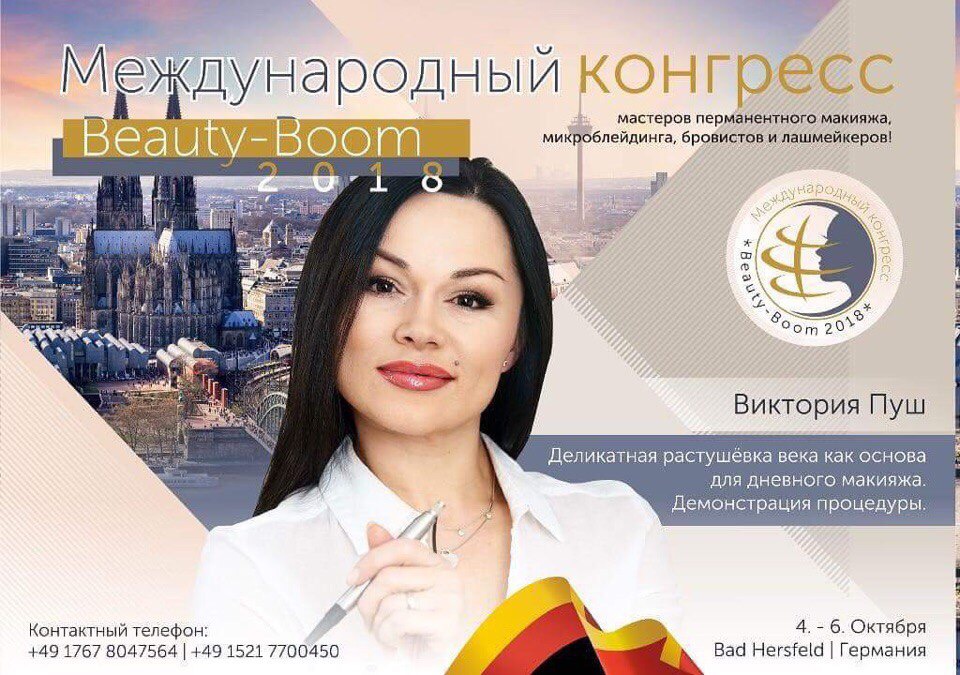 Международный конгресс
мастеров перманентного макияжа,
микроблейдинга, бровистов и лашмейкеров!
Beauty-Boom
2018
Международный конгресс
*Beauty-Boom 2018*
Виктория Пуш
Деликатная растушёвка века как основа
для дневного макияжа.
Демонстрация процедуры.
Контактный телефон:
+49 1767 8047564 | +49 1521 7700450
4. - 6. Октября
Bad Hersfeld | Германия